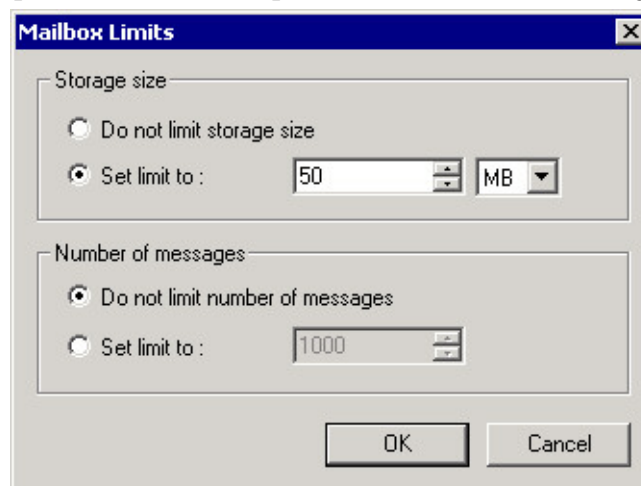 Mailbox Limits
Storage size
Do not limit storage size
Set limit to : 50 MB
Number of messages
Do not limit number of messages
Set limit to : 1000
OK Cancel